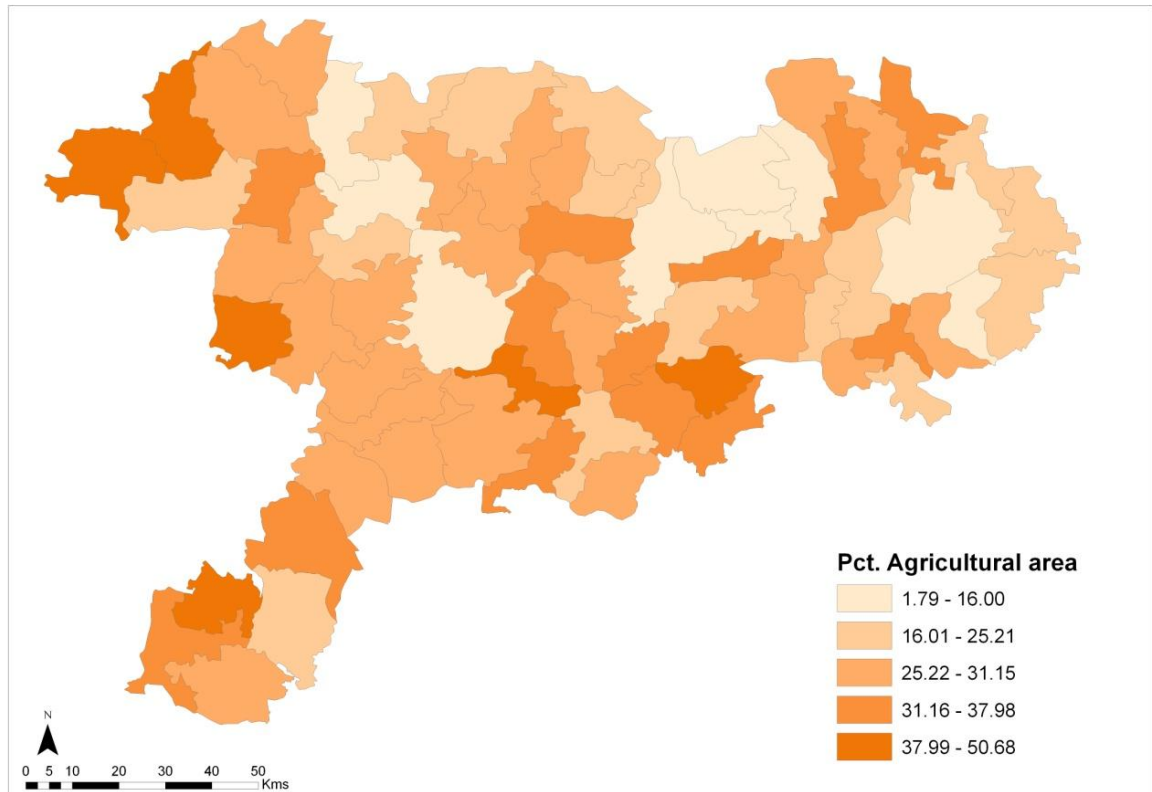 Pct. Agricultural area
1.79 - 16.00
16.01 - 25.21
25.22 - 31.15
31.16 - 37.98
37.99 - 50.68
N
0 5 10 20 30 40 50
Kms